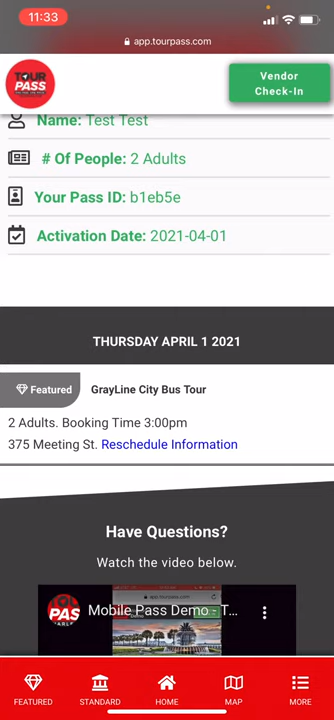 11:33
app.tourpass.com
TOUR
PASS
Vendor
Check-In
Name: Test Test
# Of People: 2 Adults
Your Pass ID: b1eb5e
Activation Date: 2021-04-01
THURSDAY APRIL 1 2021
Featured GrayLine City Bus Tour
2 Adults. Booking Time 3:00pm
375 Meeting St. Reschedule Information
Have Questions?
Watch the video below.
PAS
Mobile Pass Demo - T...
FEATURED STANDARD HOME MAP MORE